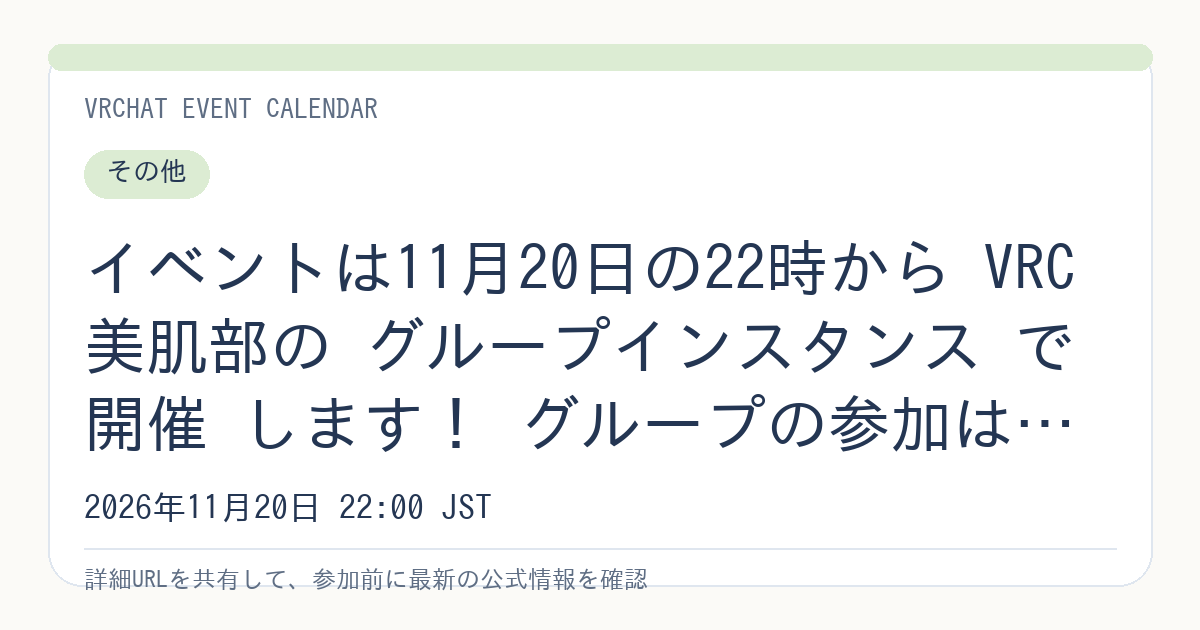 VRCHAT EVENT CALENDAR
その他
イベントは11月20日の22時から VRC
美肌部の グループインスタンス で
開催 します！ グループの参加は…
2026年11月20日 22:00 JST
詳細URLを共有して、参加前に最新の公式情報を確認